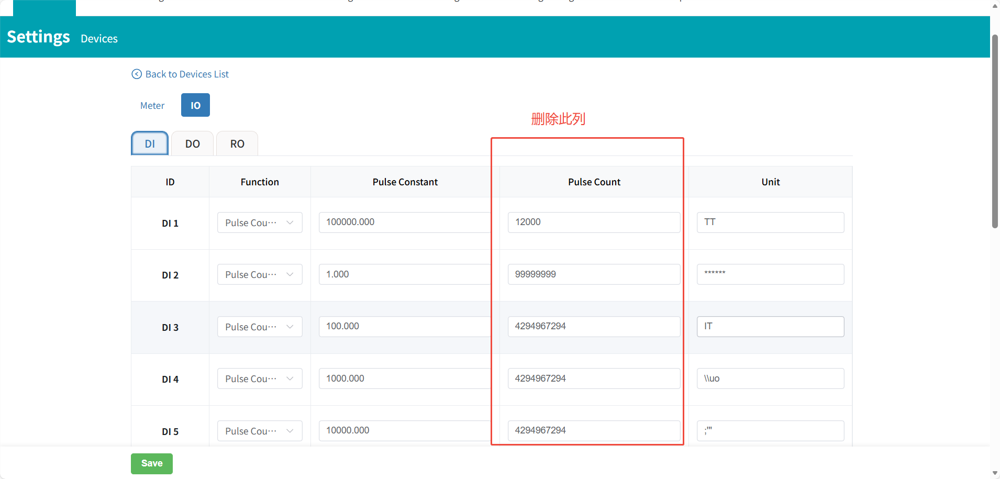 Settings Devices
Back to Devices List
Meter IO
删除此列
DI DO RO
ID Function Pulse Constant Pulse Count Unit
DI 1 Pulse Cou··· 100000.000 12000 TT
DI 2 Pulse Cou··· 1.000 99999999 ******
DI 3 Pulse Cou··· 100.000 4294967294 IT
DI 4 Pulse Cou··· 1000.000 4294967294 \\uo
DI 5 Pulse Cou··· 10000.000 4294967294 ;'"
Save